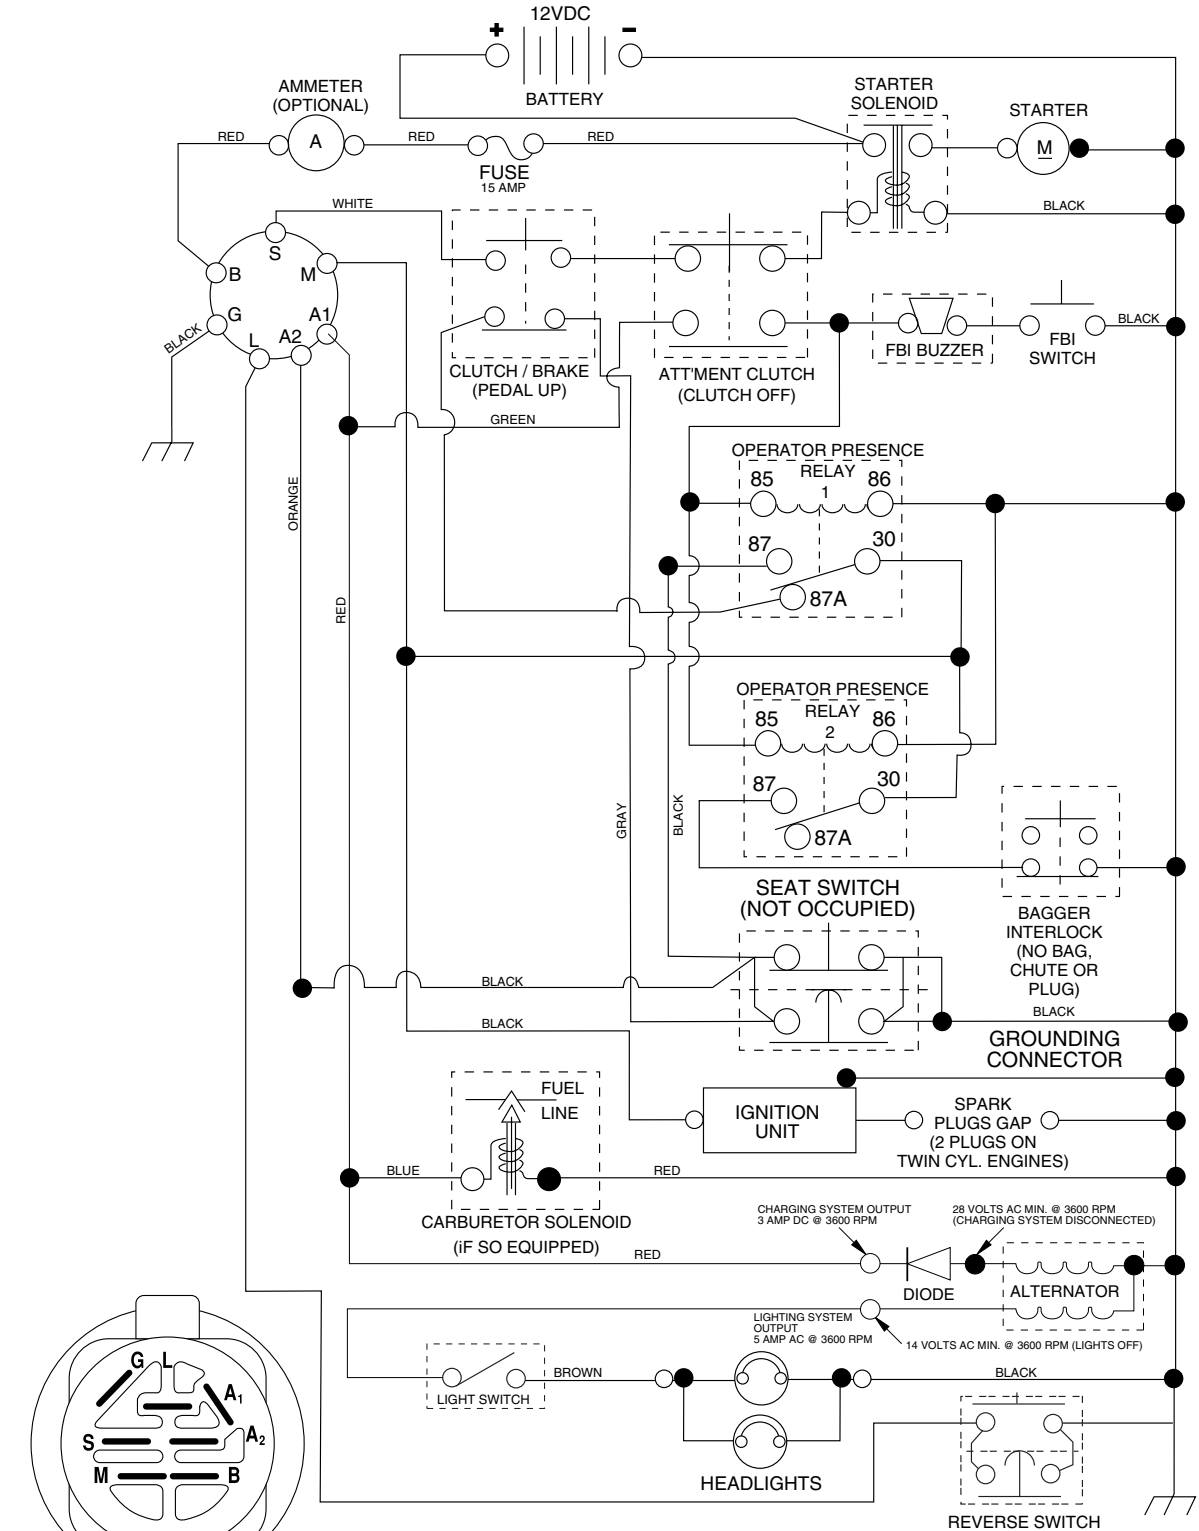 12VDC
+
-
BATTERY
AMMETER
(OPTIONAL)
STARTER
SOLENOID
STARTER
RED
A
RED
RED
M
FUSE
15 AMP
WHITE
BLACK
S
B
M
G
A1
L
A2
BLACK
BLACK
FBI BUZZER
FBI
SWITCH
CLUTCH / BRAKE
(PEDAL UP)
ATT'MENT CLUTCH
(CLUTCH OFF)
GREEN
OPERATOR PRESENCE
RELAY
1
85
86
ORANGE
87
30
87A
RED
OPERATOR PRESENCE
RELAY
2
85
86
87
30
87A
GRAY
BLACK
SEAT SWITCH
(NOT OCCUPIED)
BAGGER
INTERLOCK
(NO BAG,
CHUTE OR
PLUG)
BLACK
BLACK
BLACK
GROUNDING
CONNECTOR
FUEL
LINE
IGNITION
UNIT
SPARK
PLUGS GAP
(2 PLUGS ON
TWIN CYL. ENGINES)
BLUE
RED
CARBURETOR SOLENOID
(iF SO EQUIPPED)
CHARGING SYSTEM OUTPUT
3 AMP DC @ 3600 RPM
28 VOLTS AC MIN. @ 3600 RPM
(CHARGING SYSTEM DISCONNECTED)
RED
DIODE
ALTERNATOR
LIGHTING SYSTEM
OUTPUT
5 AMP AC @ 3600 RPM
14 VOLTS AC MIN. @ 3600 RPM (LIGHTS OFF)
LIGHT SWITCH
BROWN
BLACK
HEADLIGHTS
REVERSE SWITCH
G
L
A1
S
A2
M
B